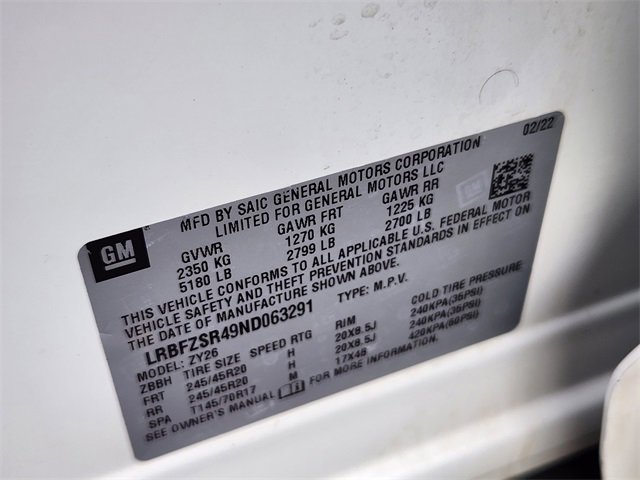 02/22
GM
MFD BY SAIC GENERAL MOTORS CORPORATION
LIMITED FOR GENERAL MOTORS LLC
GVWR GAWR FRT GAWR RR
2350 KG 1270 KG 1225 KG
5180 LB 2799 LB 2700 LB
THIS VEHICLE CONFORMS TO ALL APPLICABLE U.S. FEDERAL MOTOR
VEHICLE SAFETY AND THEFT PREVENTION STANDARDS IN EFFECT ON
THE DATE OF MANUFACTURE SHOWN ABOVE.
LRBFZSR49ND063291 TYPE: M.P.V.
MODEL: ZY26
ZBBH TIRE SIZE SPEED RTG RIM COLD TIRE PRESSURE
FRT 245/45R20 H 20X8.5J 240KPA(35PSI)
RR 245/45R20 H 20X8.5J 240KPA(35PSI)
SPA T145/70R17 M 17X4B 420KPA(60PSI)
SEE OWNER'S MANUAL FOR MORE INFORMATION.